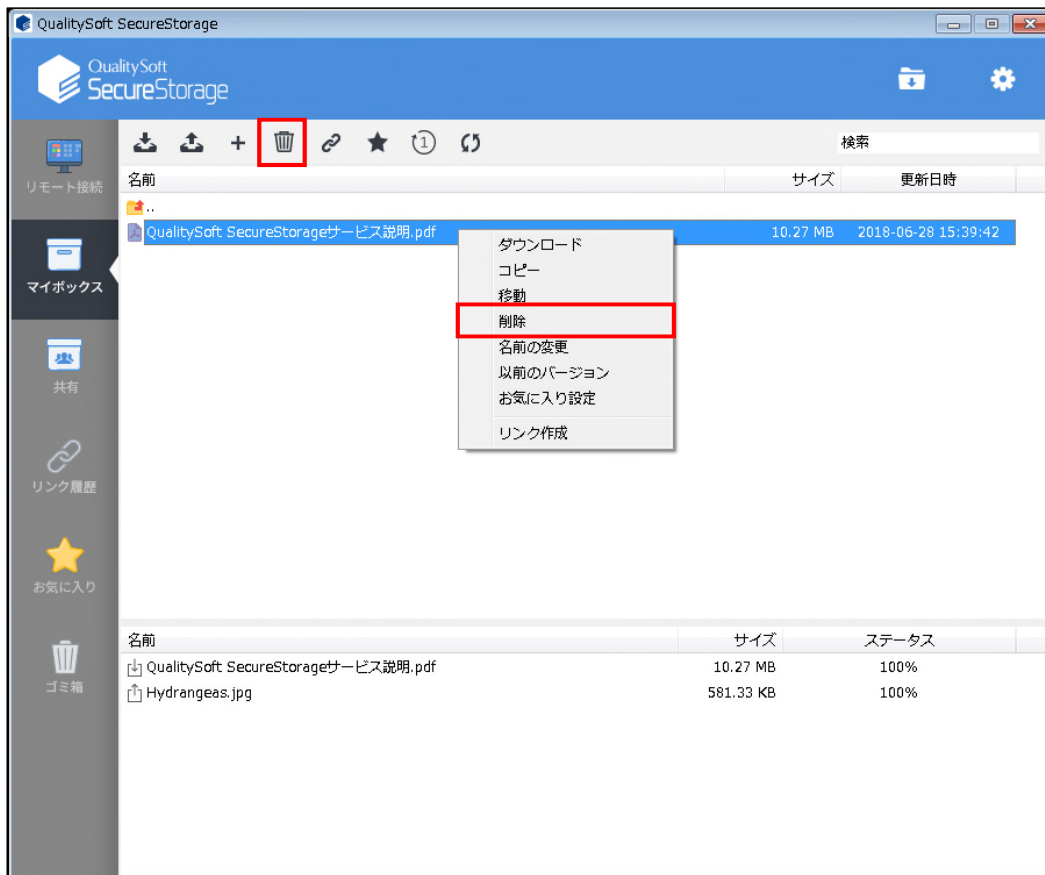 QualitySoft SecureStorage
QualitySoft
SecureStorage
1
検索
リモート接続
マイボックス
共有
リンク履歴
お気に入り
ゴミ箱
名前 サイズ 更新日時
..
QualitySoft SecureStorageサービス説明.pdf 10.27 MB 2018-06-28 15:39:42
ダウンロード
コピー
移動
削除
名前の変更
以前のバージョン
お気に入り設定
リンク作成
名前 サイズ ステータス
QualitySoft SecureStorageサービス説明.pdf 10.27 MB 100%
Hydrangeas.jpg 581.33 KB 100%